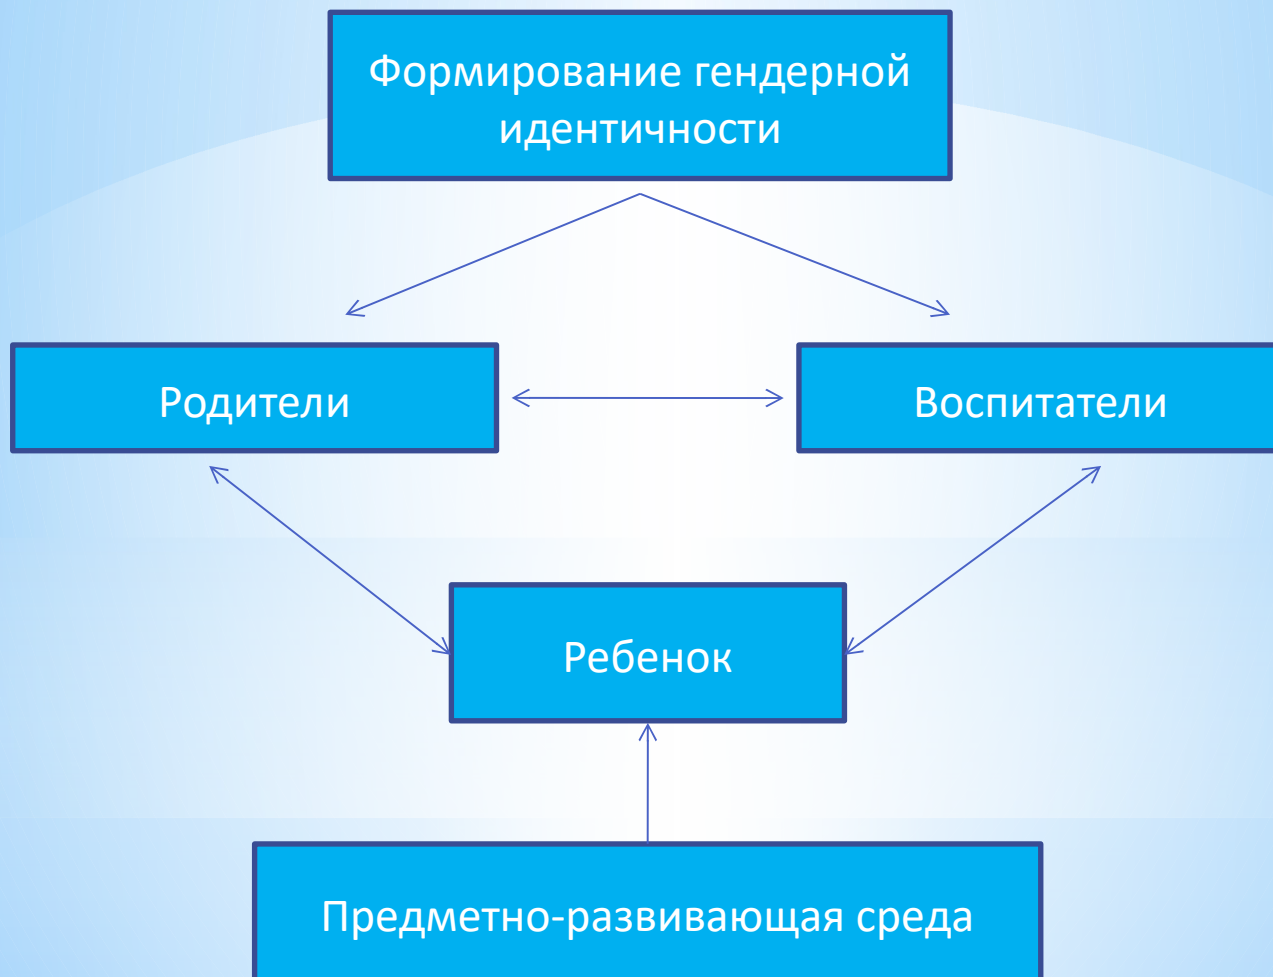 Формирование гендерной
идентичности
Родители
Воспитатели
Ребенок
Предметно-развивающая среда